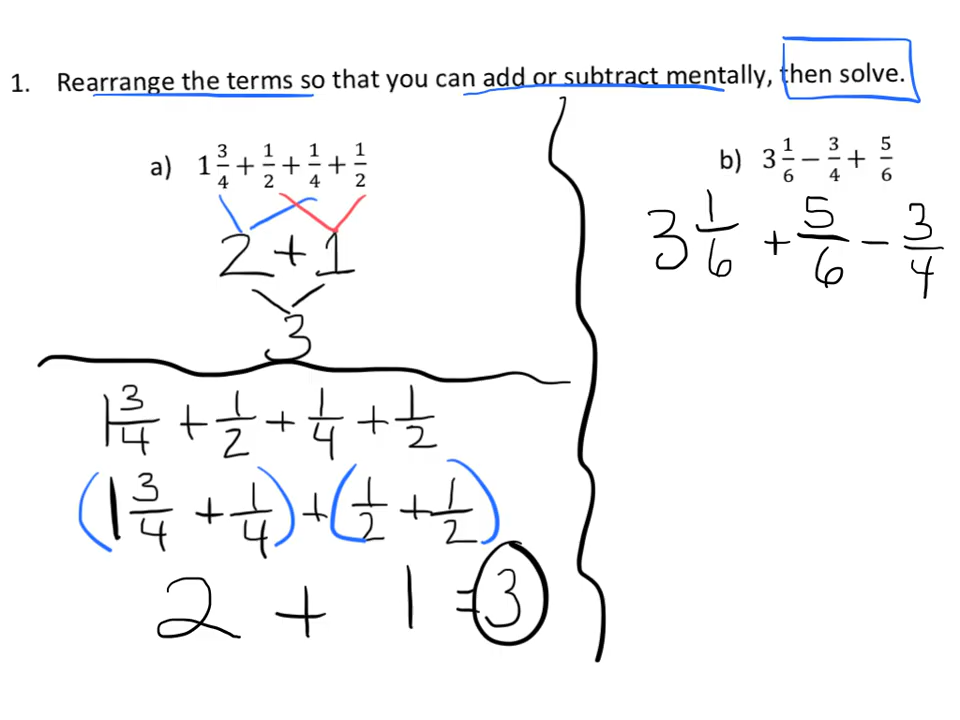 1. Rearrange the terms so that you can add or subtract mentally, then solve.
a) 1 3/4 + 1/2 + 1/4 + 1/2
2 + 1
3
1 3/4 + 1/2 + 1/4 + 1/2
(1 3/4 + 1/4) + (1/2 + 1/2)
2 + 1 = 3
b) 3 1/6 − 3/4 + 5/6
3 1/6 + 5/6 − 3/4